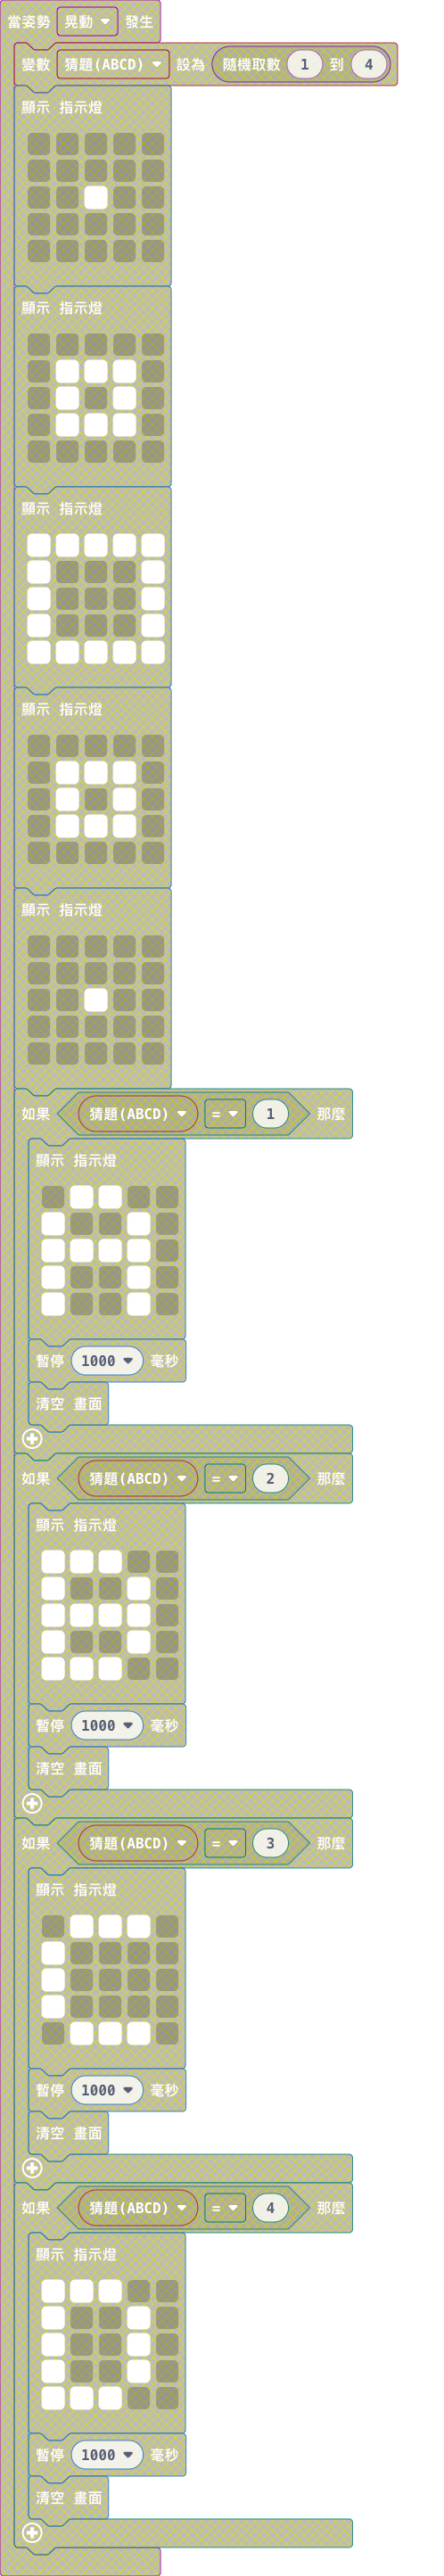 當姿勢 晃動 發生
變數 猜題(ABCD) 設為 隨機取數 1 到 4
顯示 指示燈
顯示 指示燈
顯示 指示燈
顯示 指示燈
顯示 指示燈
如果 猜題(ABCD) = 1 那麼
顯示 指示燈
暫停 1000 毫秒
清空 畫面
如果 猜題(ABCD) = 2 那麼
顯示 指示燈
暫停 1000 毫秒
清空 畫面
如果 猜題(ABCD) = 3 那麼
顯示 指示燈
暫停 1000 毫秒
清空 畫面
如果 猜題(ABCD) = 4 那麼
顯示 指示燈
暫停 1000 毫秒
清空 畫面